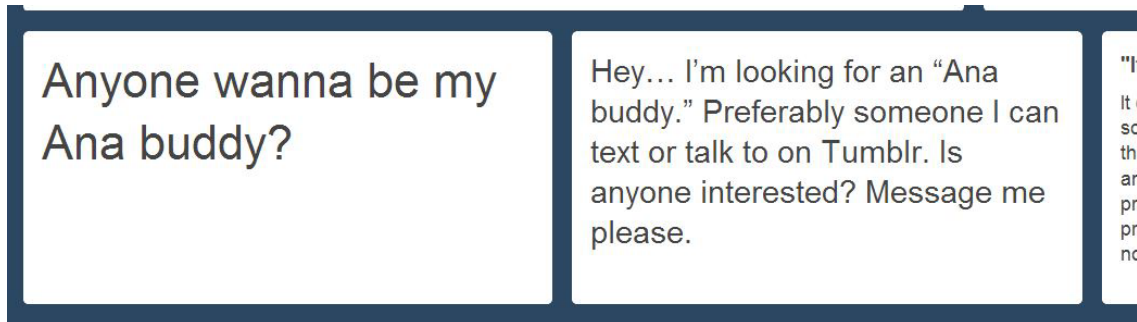 Anyone wanna be my
Ana buddy?
Hey… I’m looking for an “Ana
buddy.” Preferably someone I can
text or talk to on Tumblr. Is
anyone interested? Message me
please.
It